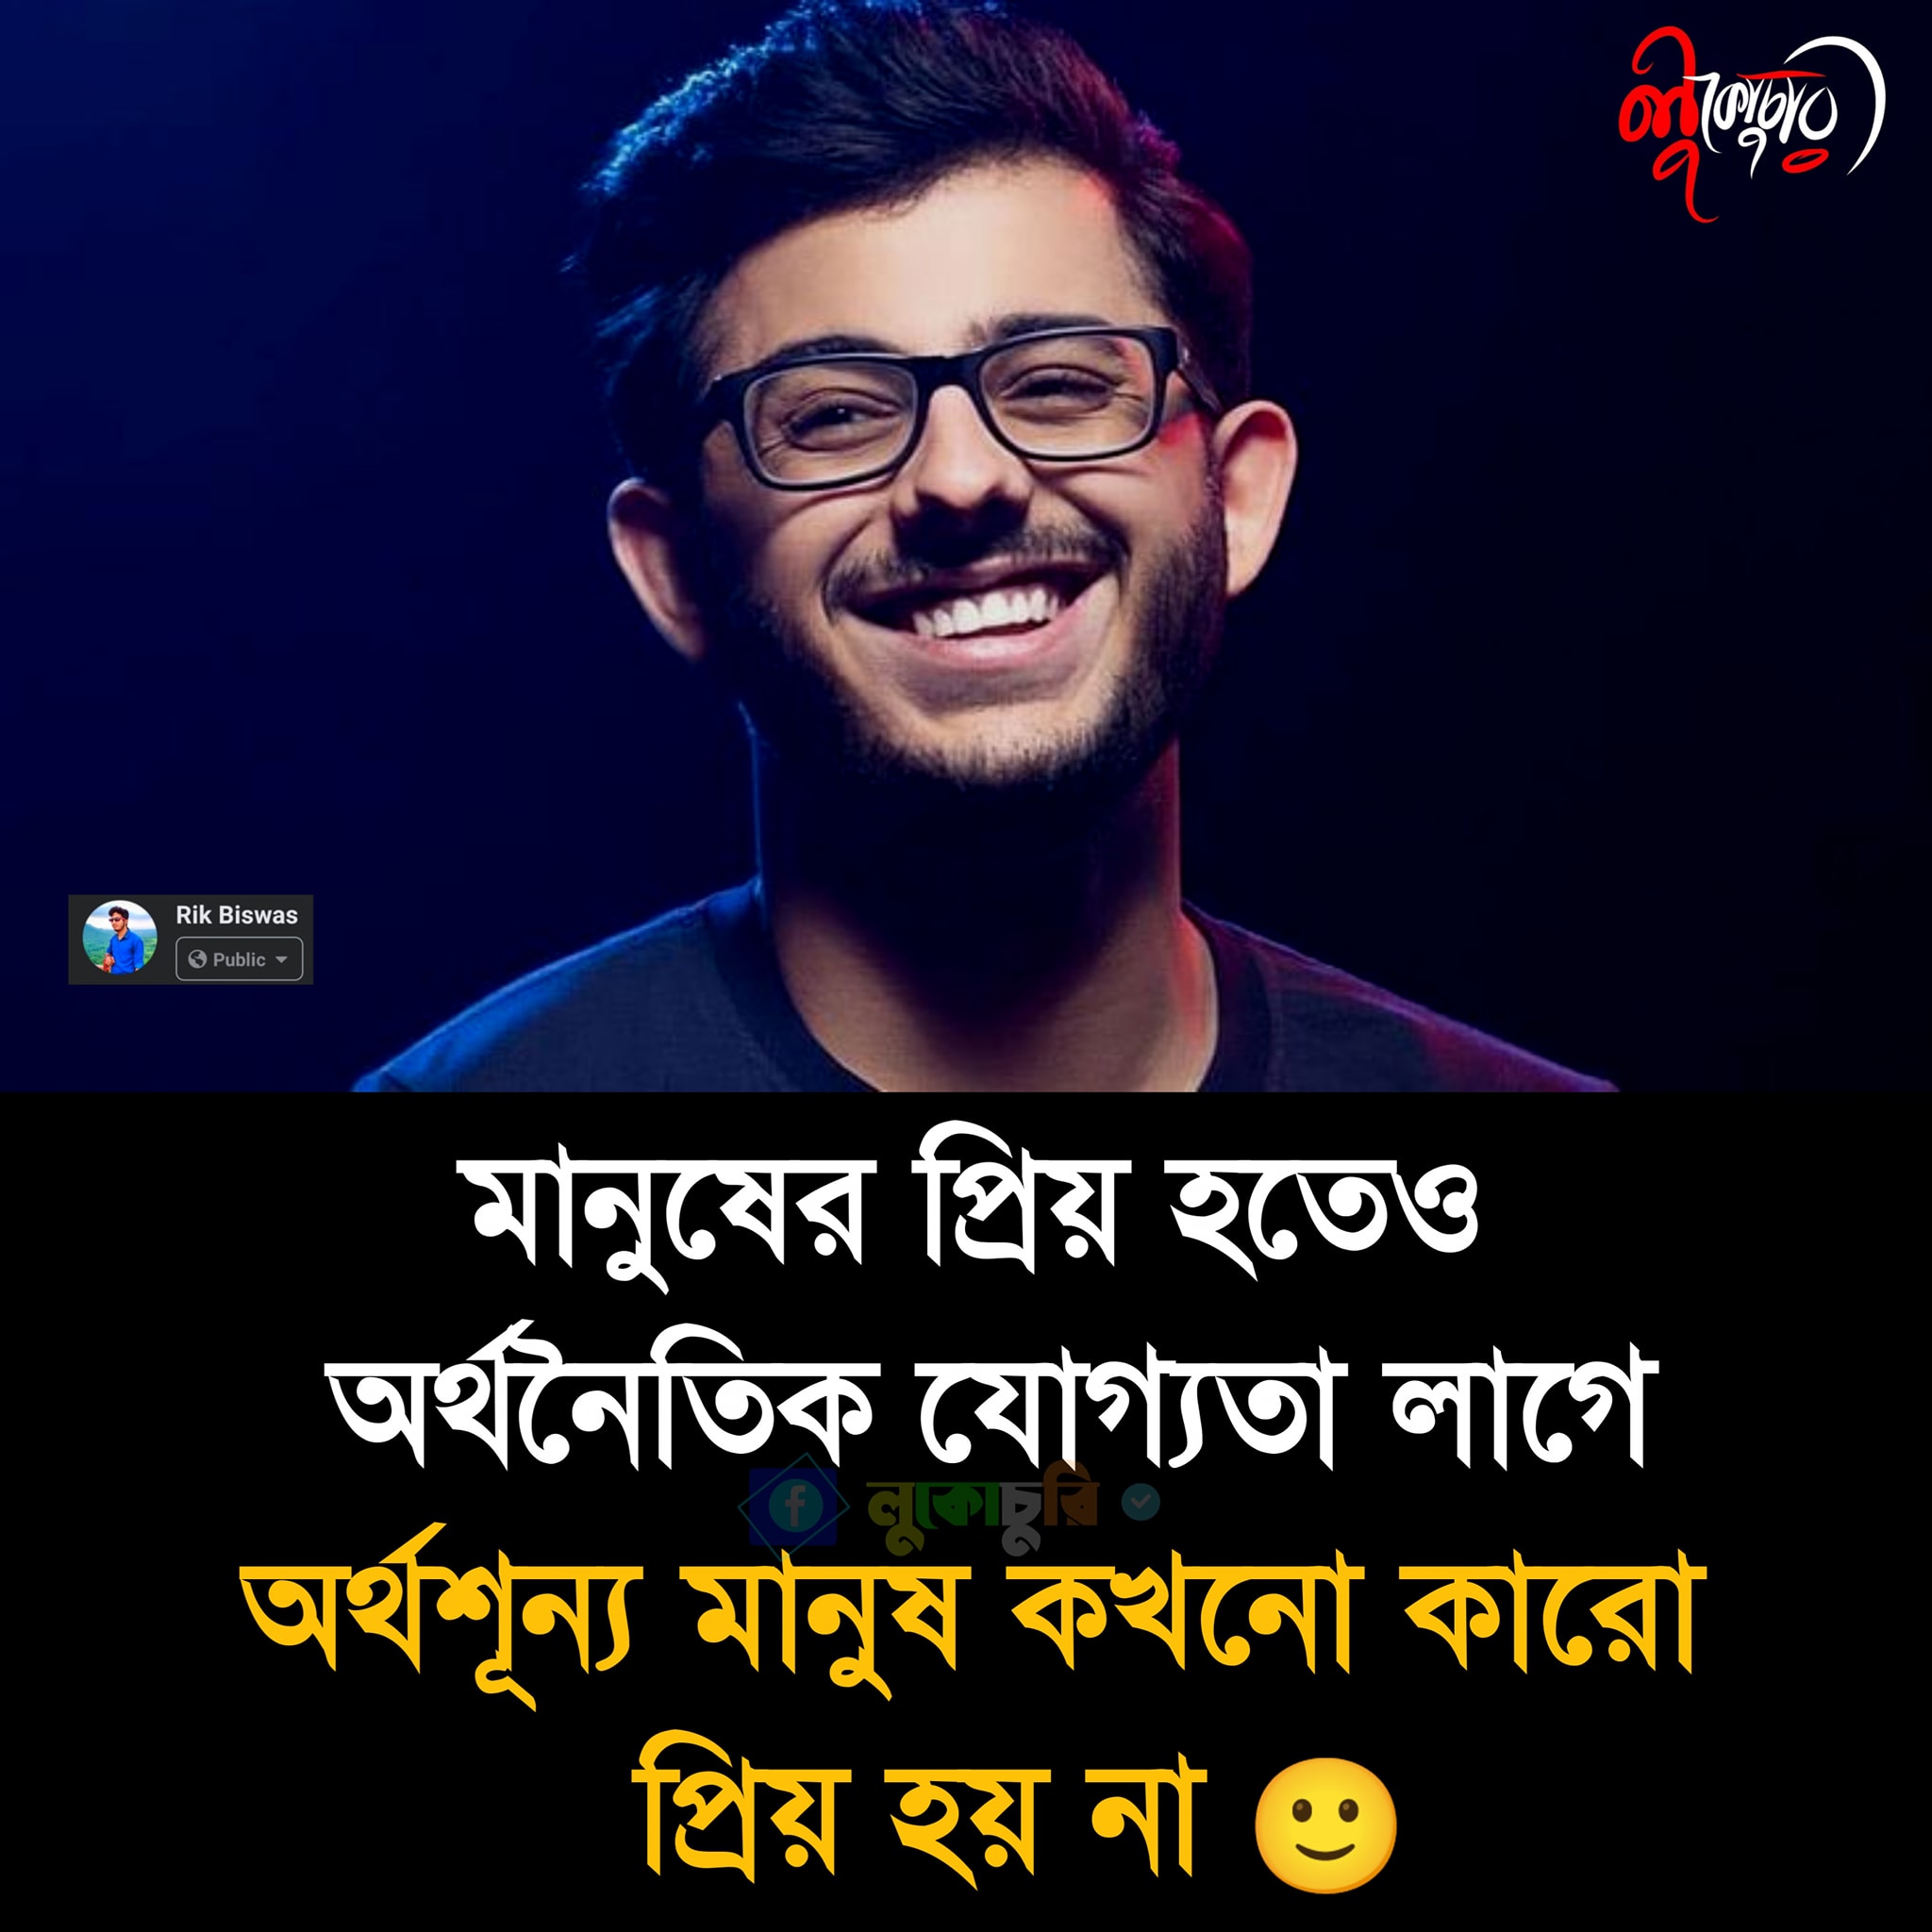 লুকোচুরি
Rik Biswas
Public
মানুষের প্রিয় হতেও
অর্থনৈতিক যোগ্যতা লাগে
লুকোচুরি
অর্থশূন্য মানুষ কখনো কারো
প্রিয় হয় না 🙂